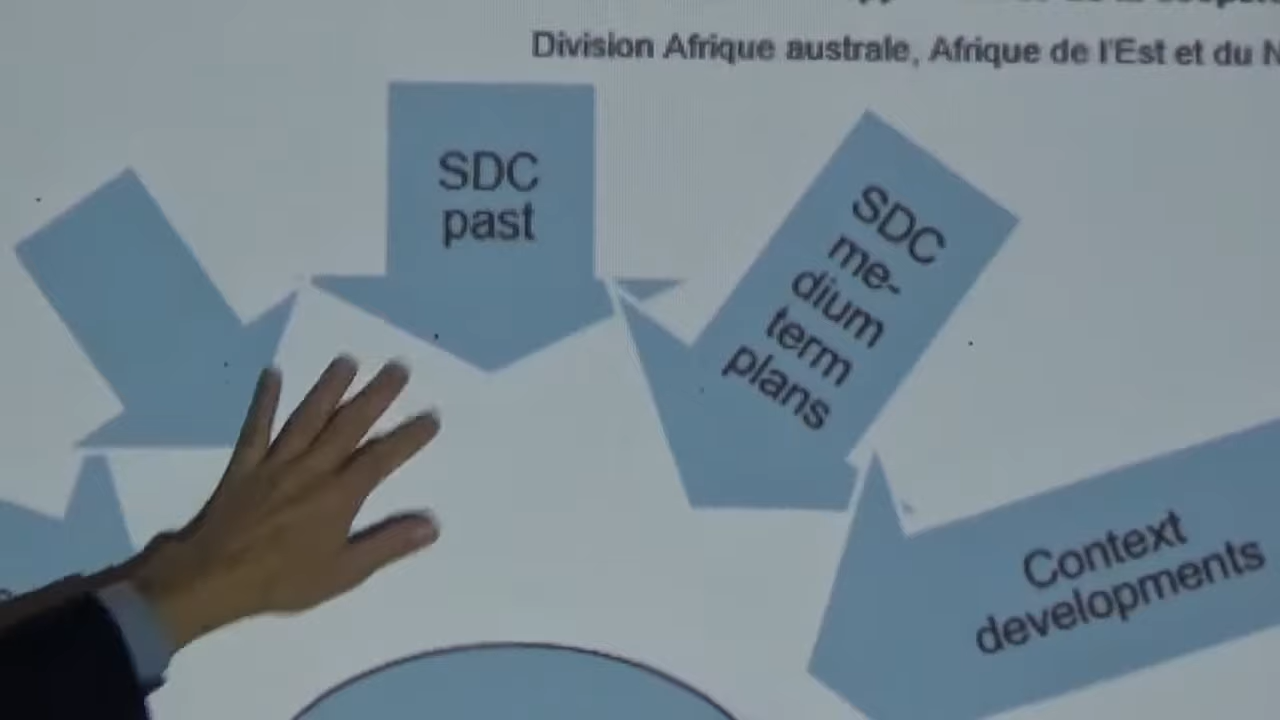 Division Afrique australe, Afrique de l'Est et du
SDC
past
SDC
me-
dium
term
plans
Context
developments